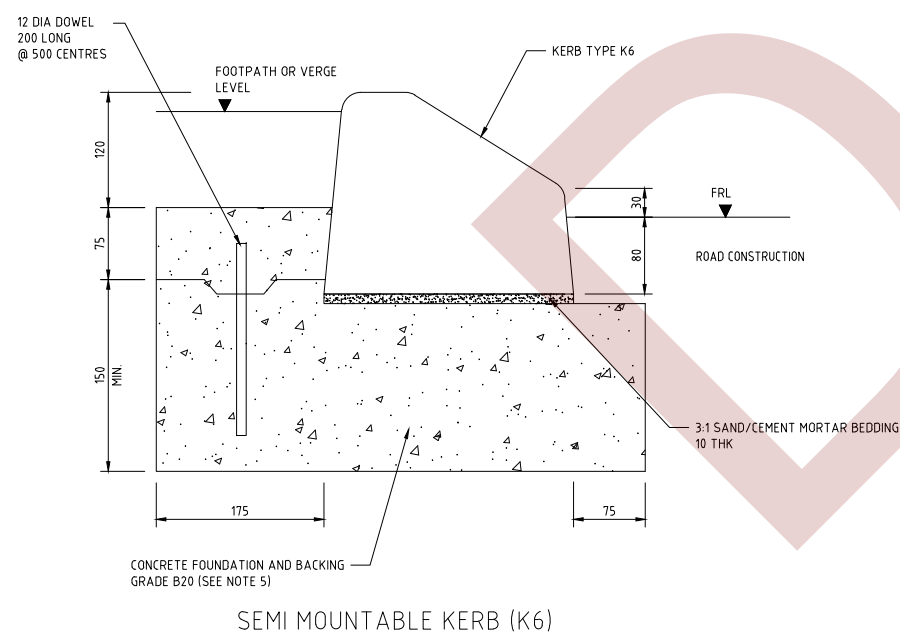 12 DIA DOWEL
200 LONG
@ 500 CENTRES
FOOTPATH OR VERGE
LEVEL
KERB TYPE K6
120
75
150
MIN.
30
80
FRL
ROAD CONSTRUCTION
3:1 SAND/CEMENT MORTAR BEDDING
10 THK
175
75
CONCRETE FOUNDATION AND BACKING
GRADE B20 (SEE NOTE 5)
SEMI MOUNTABLE KERB (K6)